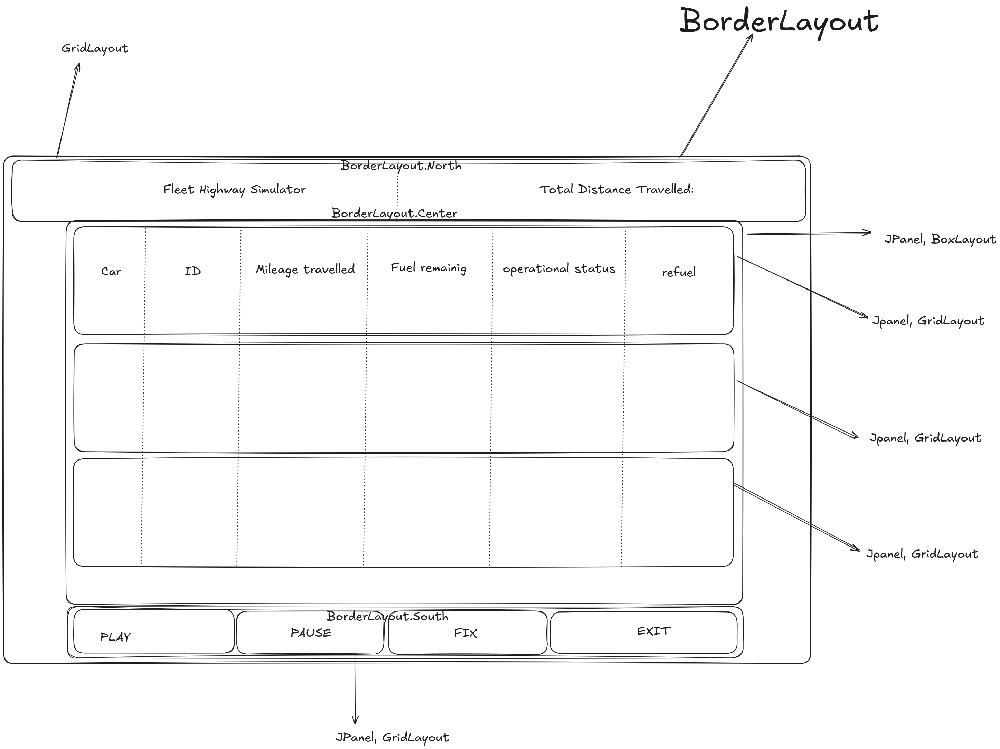 BorderLayout
GridLayout
BorderLayout.North
Fleet Highway Simulator
Total Distance Travelled:
BorderLayout.Center
JPanel, BoxLayout
Car
ID
Mileage travelled
Fuel remainig
operational status
refuel
Jpanel, GridLayout
Jpanel, GridLayout
Jpanel, GridLayout
BorderLayout.South
PLAY
PAUSE
FIX
EXIT
JPanel, GridLayout